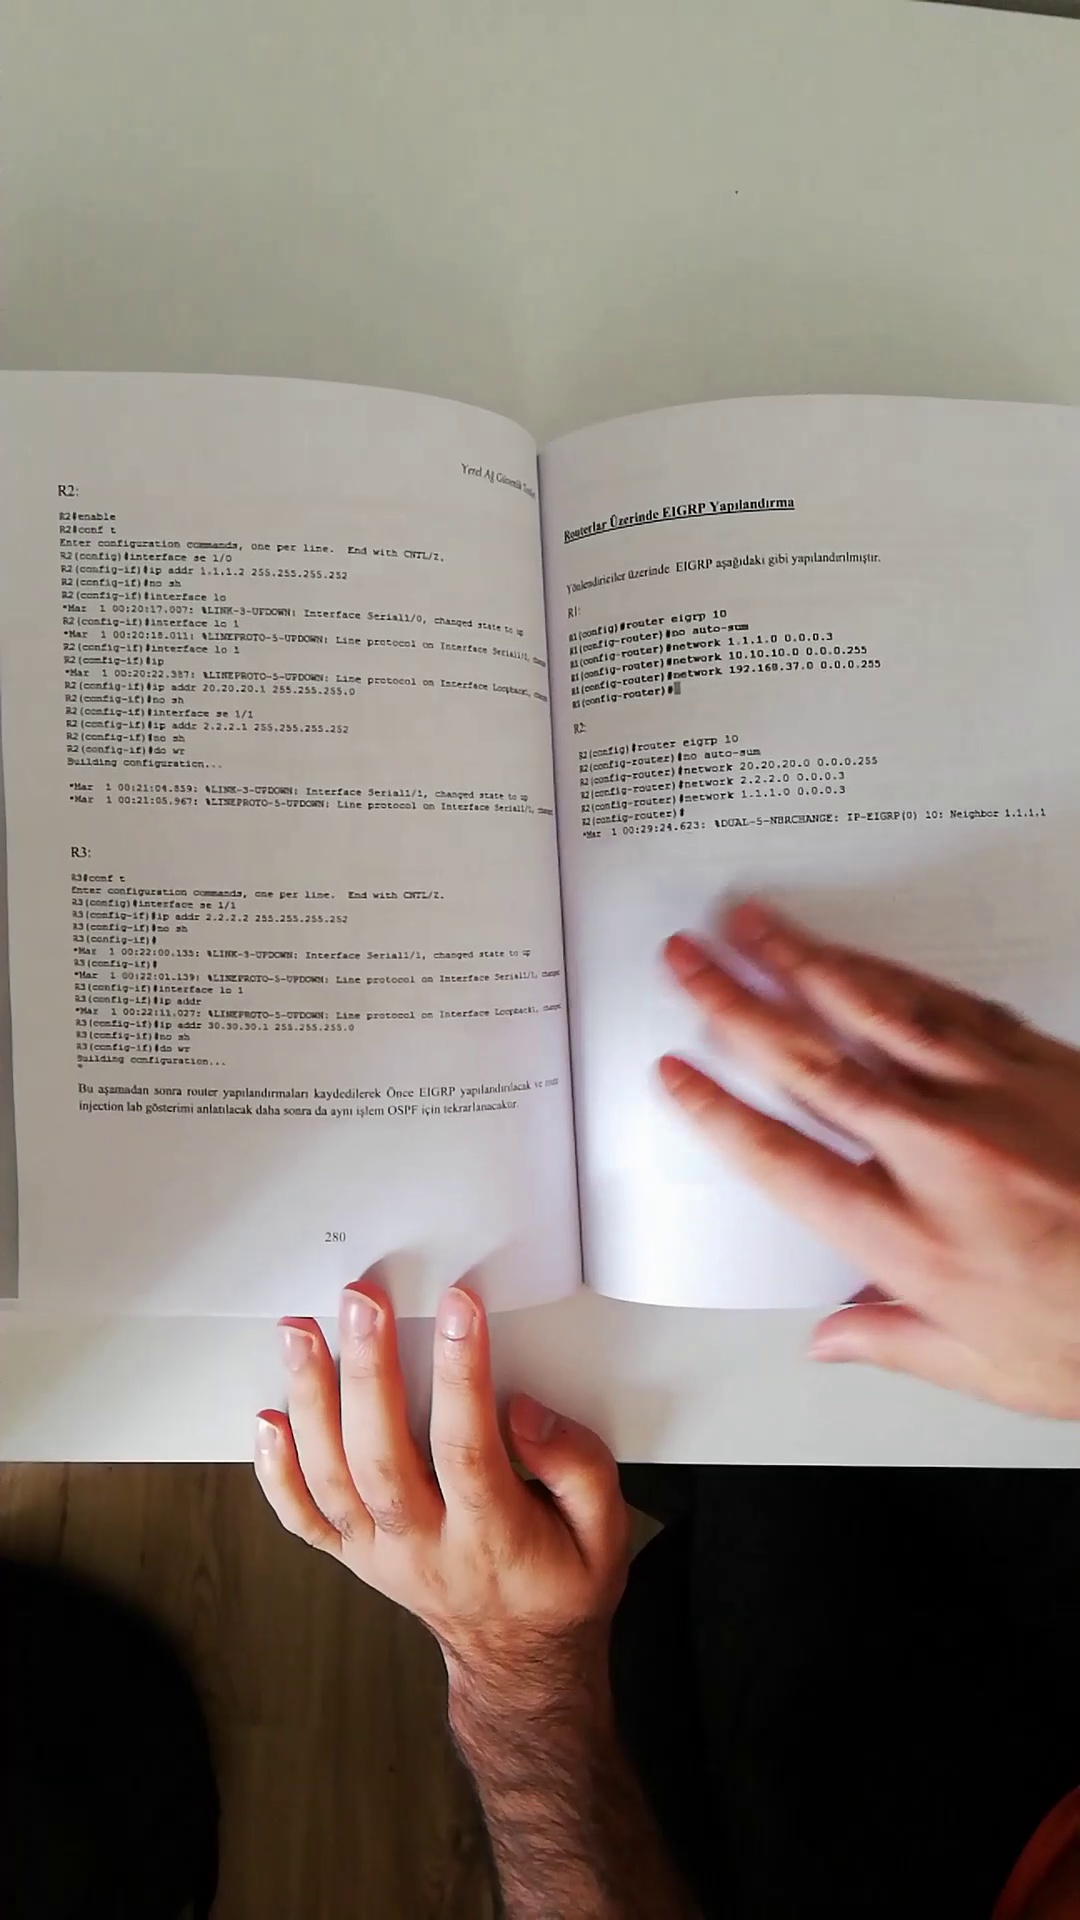 Yerel Ağ Güvenlik
R2:
R2#enable
R2#conf t
Enter configuration commands, one per line.  End with CNTL/Z.
R2(config)#interface se 1/0
R2(config-if)#ip addr 1.1.1.2 255.255.255.252
R2(config-if)#no sh
R2(config-if)#interface lo
*Mar  1 00:20:17.007: %LINK-3-UPDOWN: Interface Serial1/0, changed state to up
R2(config-if)#interface lo 1
*Mar  1 00:20:18.011: %LINEPROTO-5-UPDOWN: Line protocol on Interface Serial1/0, change
R2(config-if)#interface lo 1
R2(config-if)#ip
*Mar  1 00:20:22.387: %LINEPROTO-5-UPDOWN: Line protocol on Interface Loopback1, change
R2(config-if)#ip addr 20.20.20.1 255.255.255.0
R2(config-if)#no sh
R2(config-if)#interface se 1/1
R2(config-if)#ip addr 2.2.2.1 255.255.255.252
R2(config-if)#no sh
R2(config-if)#do wr
Building configuration...
*Mar  1 00:21:04.859: %LINK-3-UPDOWN: Interface Serial1/1, changed state to up
*Mar  1 00:21:05.967: %LINEPROTO-5-UPDOWN: Line protocol on Interface Serial1/1, change
R3:
R3#conf t
Enter configuration commands, one per line.  End with CNTL/Z.
R3(config)#interface se 1/1
R3(config-if)#ip addr 2.2.2.2 255.255.255.252
R3(config-if)#no sh
R3(config-if)#
*Mar  1 00:22:00.135: %LINK-3-UPDOWN: Interface Serial1/1, changed state to up
R3(config-if)#
*Mar  1 00:22:01.139: %LINEPROTO-5-UPDOWN: Line protocol on Interface Serial1/1, changed
R3(config-if)#interface lo 1
R3(config-if)#ip addr
*Mar  1 00:22:11.027: %LINEPROTO-5-UPDOWN: Line protocol on Interface Loopback1, changed
R3(config-if)#ip addr 30.30.30.1 255.255.255.0
R3(config-if)#no sh
R3(config-if)#do wr
Building configuration...
Bu aşamadan sonra router yapılandırmaları kaydedilerek Önce EIGRP yapılandırılacak ve
injection lab gösterimi anlatılacak daha sonra da aynı işlem OSPF için tekrarlanacaktır.
280
Routerlar Üzerinde EIGRP Yapılandırma
Yönlendiriciler üzerinde EIGRP aşağıdaki gibi yapılandırılmıştır.
R1:
R1(config)#router eigrp 10
R1(config-router)#no auto-sum
R1(config-router)#network 1.1.1.0 0.0.0.3
R1(config-router)#network 10.10.10.0 0.0.0.255
R1(config-router)#network 192.168.37.0 0.0.0.255
R1(config-router)#
R2:
R2(config)#router eigrp 10
R2(config-router)#no auto-sum
R2(config-router)#network 20.20.20.0 0.0.0.255
R2(config-router)#network 2.2.2.0 0.0.0.3
R2(config-router)#network 1.1.1.0 0.0.0.3
R2(config-router)#
*Mar  1 00:29:24.623: %DUAL-5-NBRCHANGE: IP-EIGRP(0) 10: Neighbor 1.1.1.1